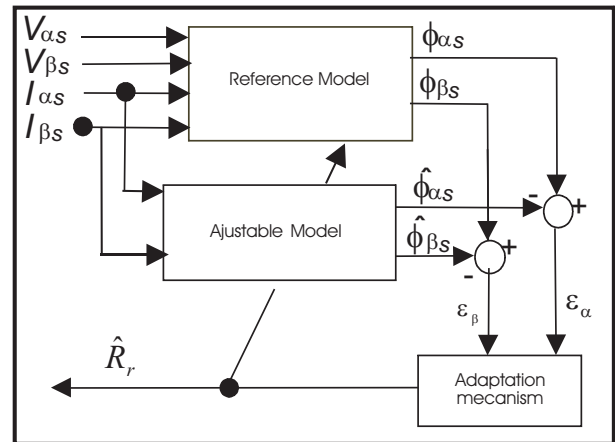 Vαs
Vβs
Iαs
Iβs
Reference Model
ϕαs
ϕβs
Ajustable Model
ϕ̂αs
ϕ̂βs
- +
+
-
εβ
εα
R̂r
Adaptation
mecanism